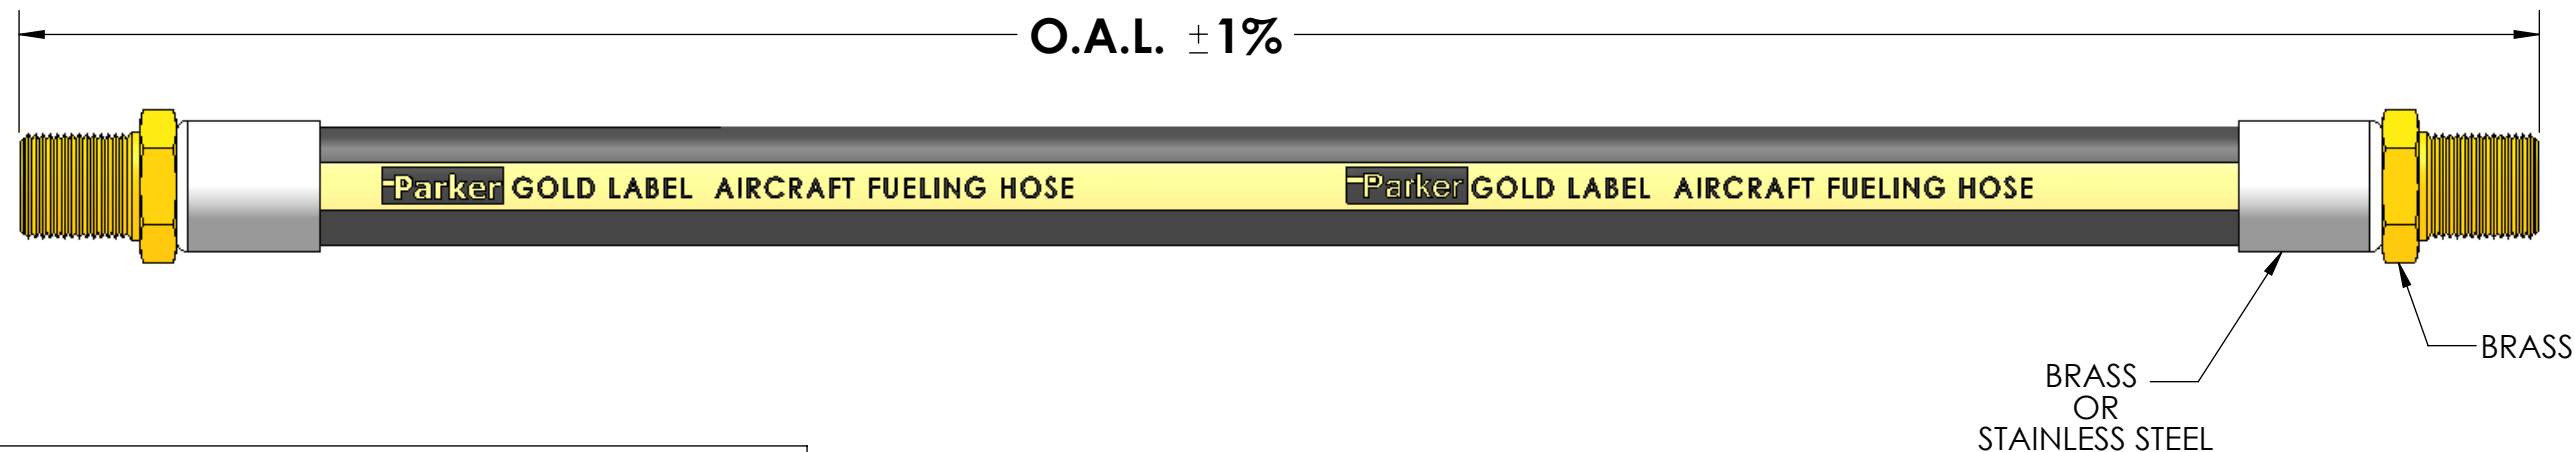 O.A.L. ±1%
Parker GOLD LABEL AIRCRAFT FUELING HOSE
Parker GOLD LABEL AIRCRAFT FUELING HOSE
BRASS
BRASS
OR
STAINLESS STEEL